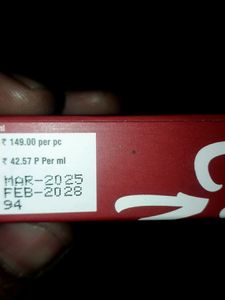 ₹ 149.00 per pc
₹ 42.57 P Per ml
MAR-2025
FEB-2028
94